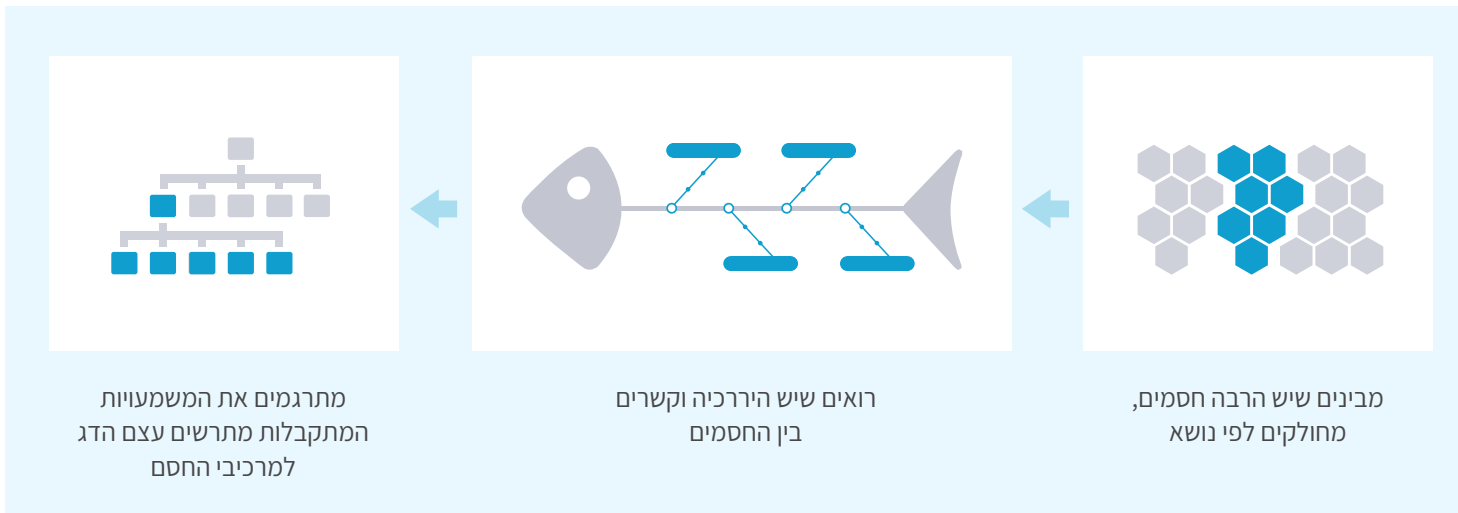 מבינים שיש הרבה חסמים,
מחולקים לפי נושא
רואים שיש היררכיה וקשרים
בין החסמים
מתרגמים את המשמעויות
המתקבלות מתרשים עצם הדג
למרכיבי החסם